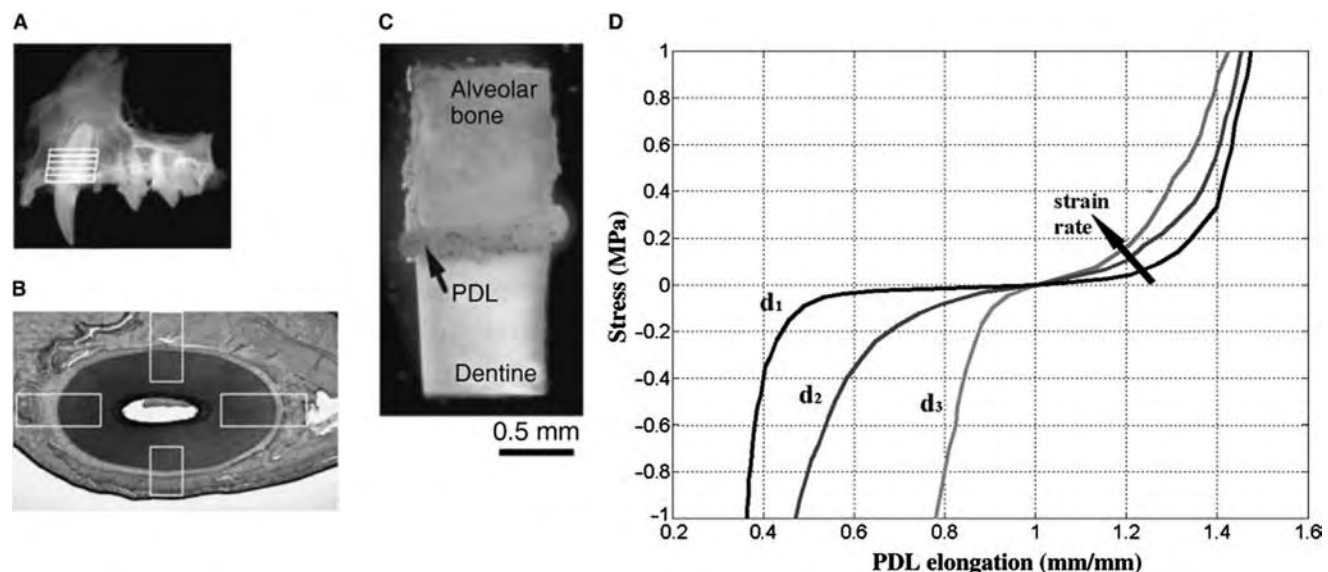 A
B
C
Alveolar
bone
PDL
Dentine
0.5 mm
D
Stress (MPa)
1
0.8
0.6
0.4
0.2
0
-0.2
-0.4
-0.6
-0.8
-1
strain
rate
d1
d2
d3
0.2
0.4
0.6
0.8
1
1.2
1.4
1.6
PDL elongation (mm/mm)